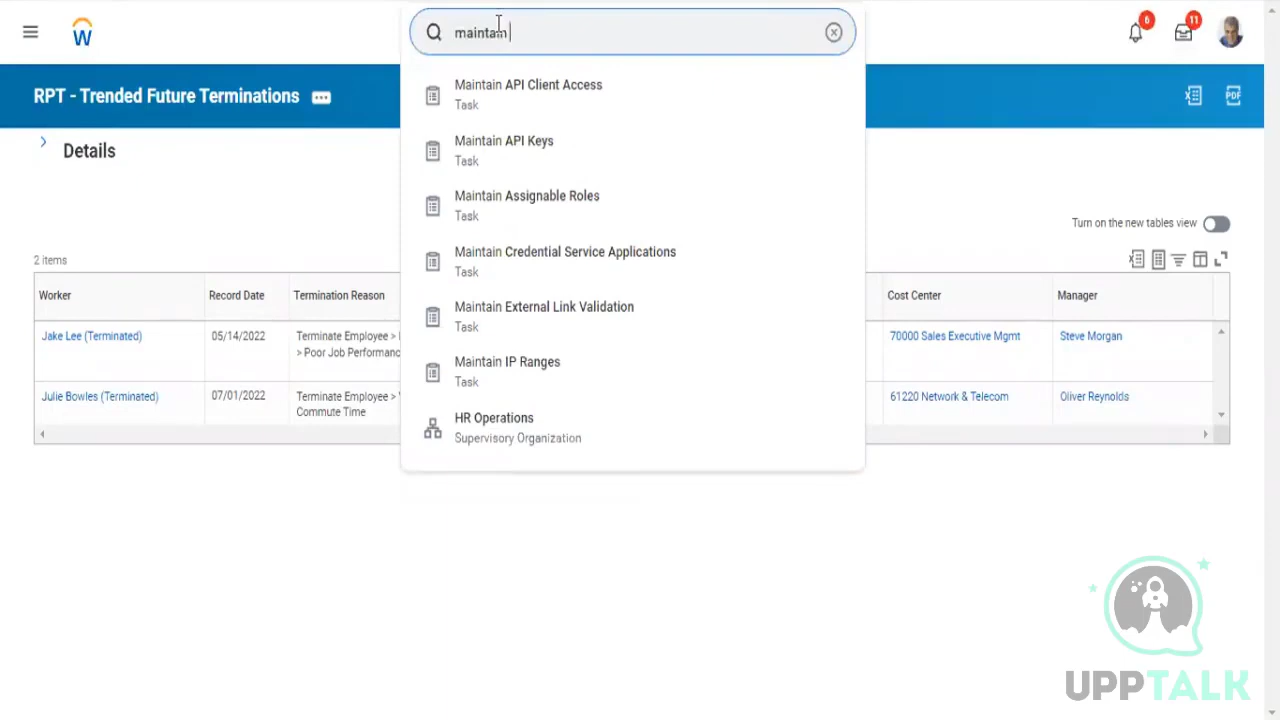 maintain
6
11
RPT - Trended Future Terminations
PDF
Maintain API Client Access
Task
Maintain API Keys
Task
Maintain Assignable Roles
Task
Maintain Credential Service Applications
Task
Maintain External Link Validation
Task
Maintain IP Ranges
Task
HR Operations
Supervisory Organization
Details
Turn on the new tables view
2 items
Worker Record Date Termination Reason Cost Center Manager
Jake Lee (Terminated) 05/14/2022 Terminate Employee > 70000 Sales Executive Mgmt Steve Morgan
> Poor Job Performanc
Julie Bowles (Terminated) 07/01/2022 Terminate Employee > 61220 Network & Telecom Oliver Reynolds
Commute Time
UPPTALK